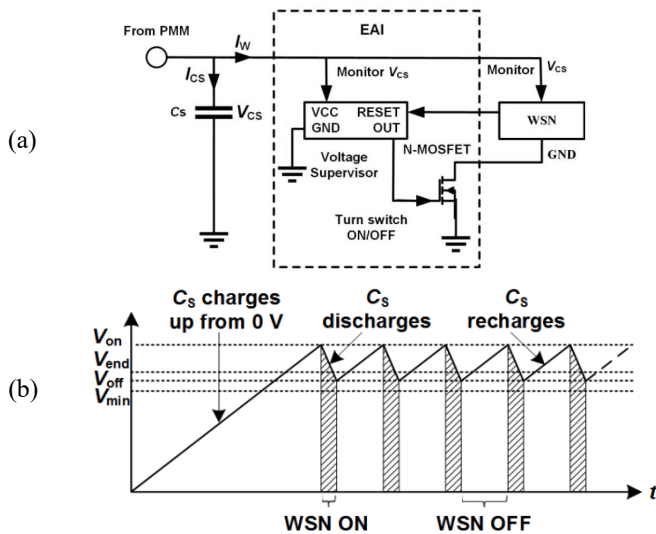 (a)
From PMM
I_W
EAI
I_CS
Monitor V_CS
Monitor
V_CS
C_S
V_CS
VCC RESET
GND OUT
WSN
Voltage
Supervisor
N-MOSFET
GND
Turn switch
ON/OFF
(b)
C_S charges
up from 0 V
C_S
discharges
C_S
recharges
V_on
V_end
V_off
V_min
t
WSN ON
WSN OFF